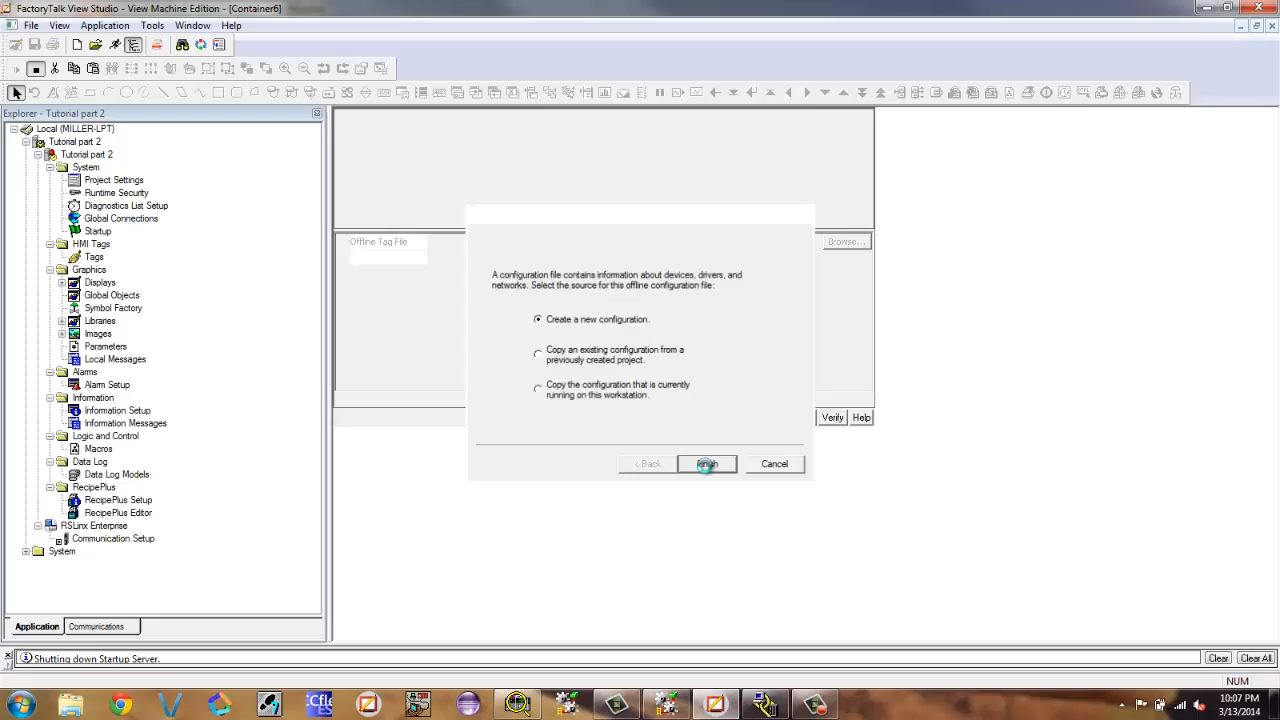 FactoryTalk View Studio - View Machine Edition - [Container6]
File View Application Tools Window Help
Explorer - Tutorial part 2
Local (MILLER-LPT)
Tutorial part 2
Tutorial part 2
System
Project Settings
Runtime Security
Diagnostics List Setup
Global Connections
Startup
HMI Tags
Tags
Graphics
Displays
Global Objects
Symbol Factory
Libraries
Images
Parameters
Local Messages
Alarms
Alarm Setup
Information
Information Setup
Information Messages
Logic and Control
Macros
Data Log
Data Log Models
RecipePlus
RecipePlus Setup
RecipePlus Editor
RSLinx Enterprise
Communication Setup
System
Application Communications
Offline Tag File
Browse...
A configuration file contains information about devices, drivers, and
networks. Select the source for this offline configuration file:
Create a new configuration.
Copy an existing configuration from a
previously created project.
Copy the configuration that is currently
running on this workstation.
< Back Finish Cancel
Verify Help
Shutting down Startup Server.
Clear Clear All
NUM
10:07 PM
3/13/2014